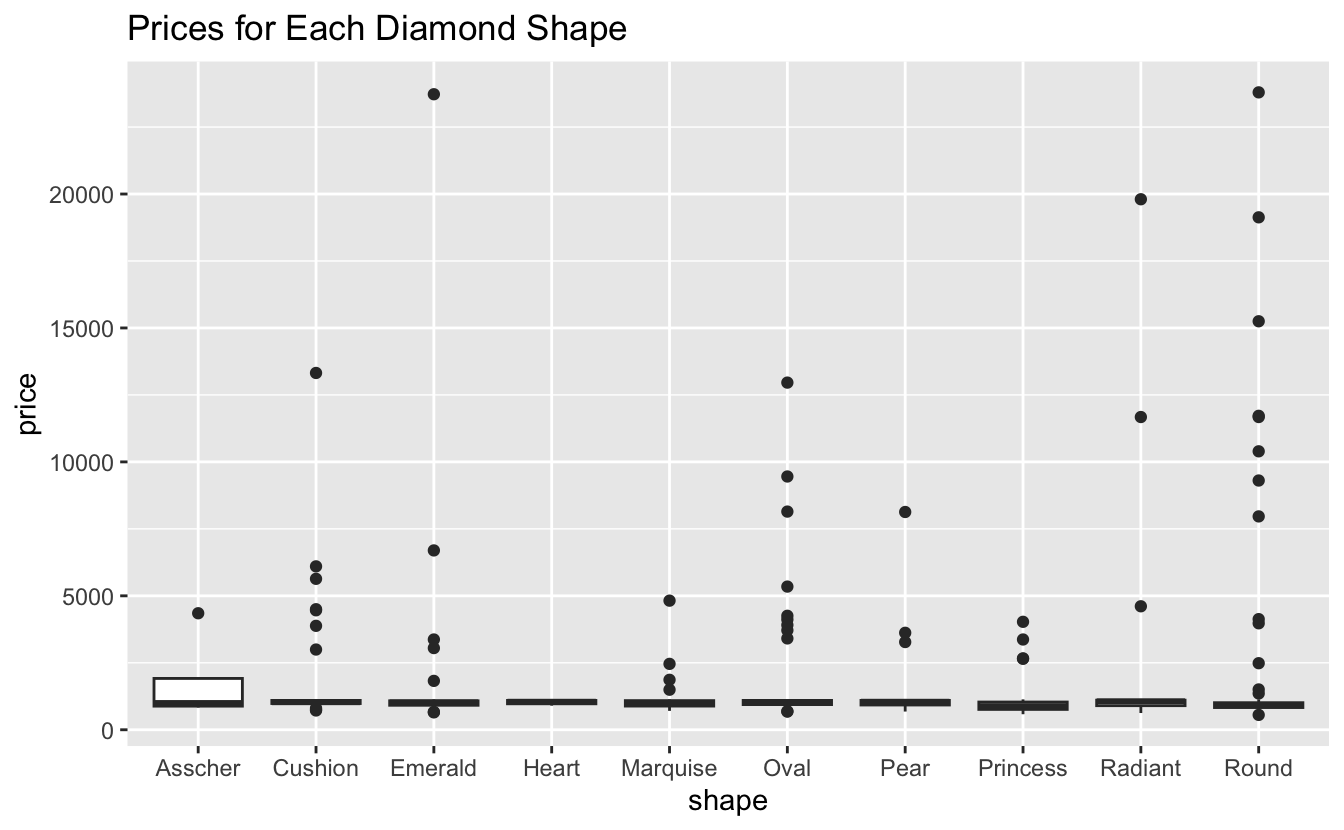 Prices for Each Diamond Shape
price
20000
15000
10000
5000
0
Asscher Cushion Emerald Heart Marquise Oval Pear Princess Radiant Round
shape